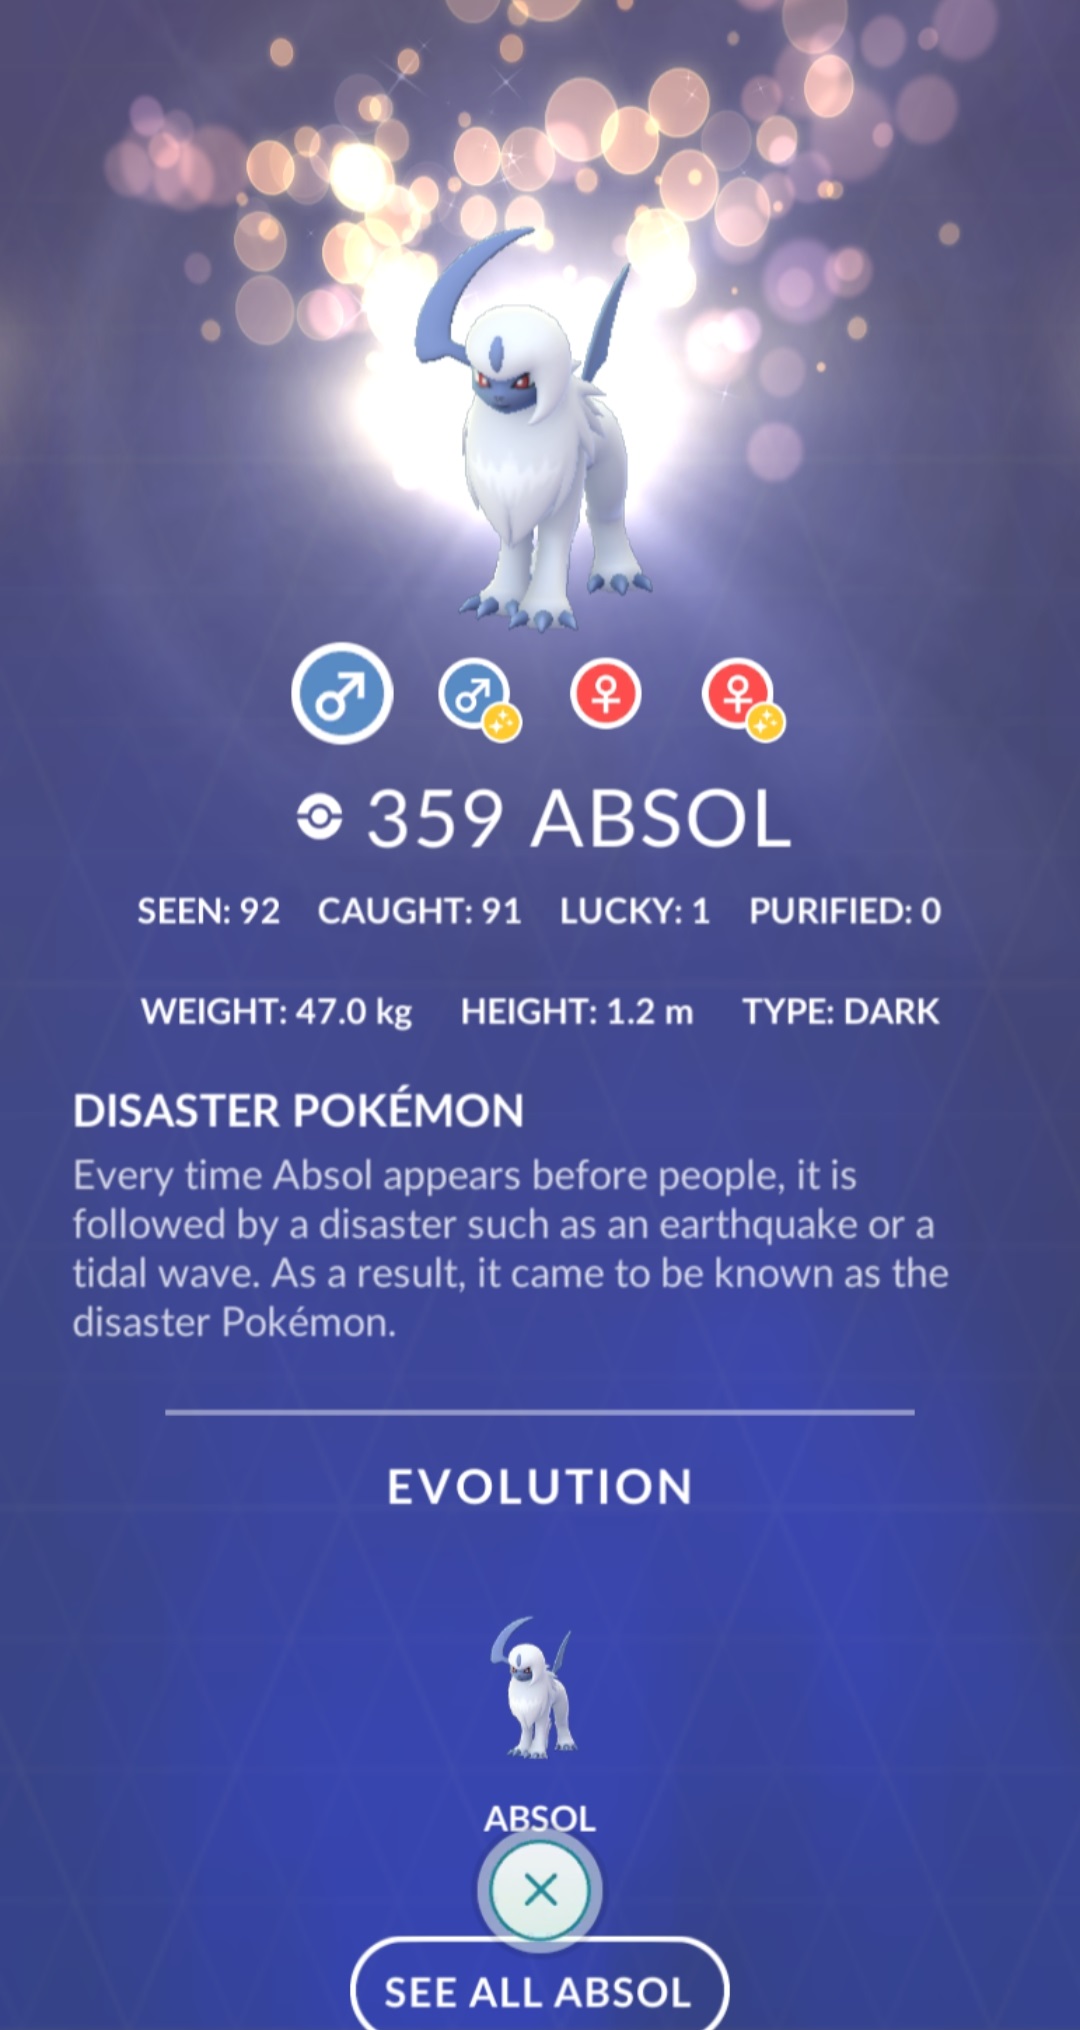 359 ABSOL
SEEN: 92 CAUGHT: 91 LUCKY: 1 PURIFIED: 0
WEIGHT: 47.0 kg HEIGHT: 1.2 m TYPE: DARK
DISASTER POKÉMON
Every time Absol appears before people, it is
followed by a disaster such as an earthquake or a
tidal wave. As a result, it came to be known as the
disaster Pokémon.
EVOLUTION
ABSOL
SEE ALL ABSOL